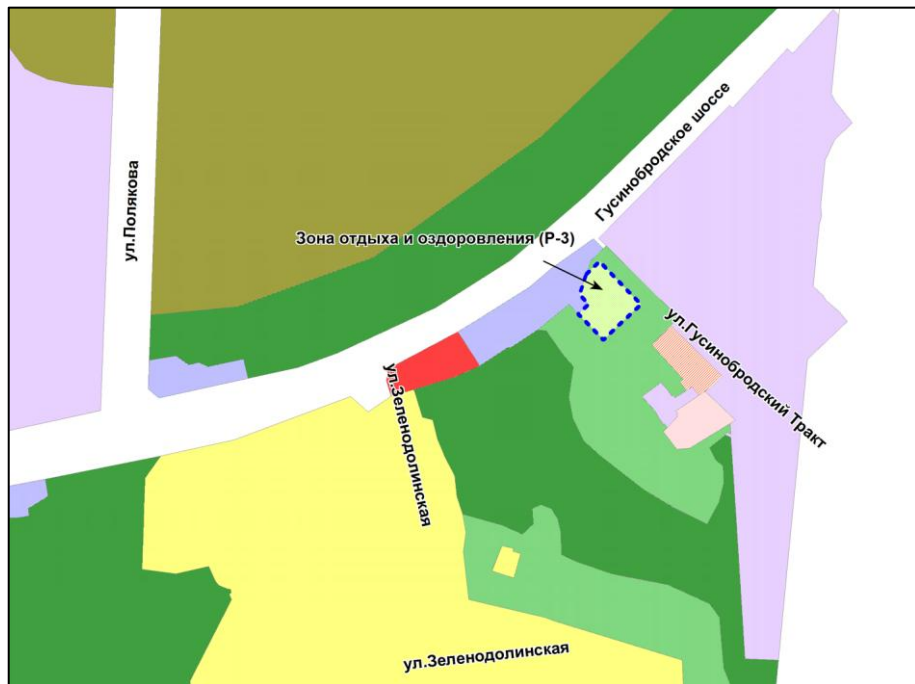 Гусинобродское шоссе
ул.Полякова
Зона отдыха и оздоровления (Р-3)
ул.Гусинобродский Тракт
ул.Зеленодолинская
ул.Зеленодолинская